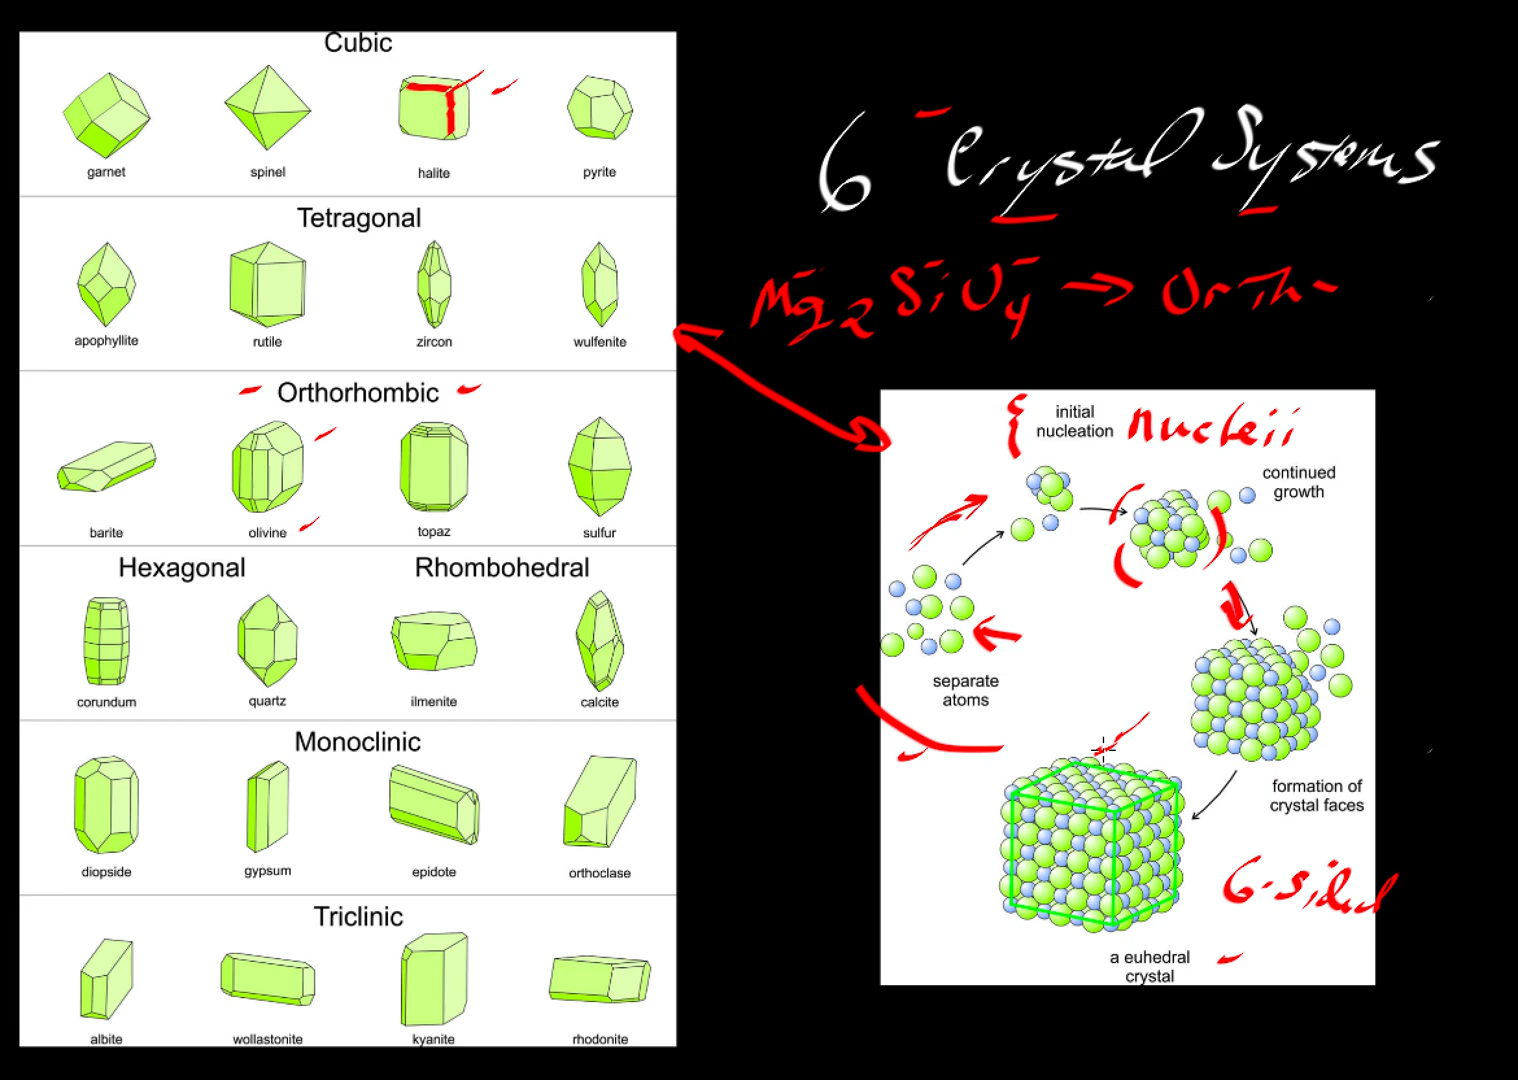 Cubic
garnet spinel halite pyrite
Tetragonal
apophyllite rutile zircon wulfenite
Orthorhombic
barite olivine topaz sulfur
Hexagonal Rhombohedral
corundum quartz ilmenite calcite
Monoclinic
diopside gypsum epidote orthoclase
Triclinic
albite wollastonite kyanite rhodonite
6 Crystal Systems
Mg2SiO4 → Orth-
initial
nucleation
nucleii
continued
growth
separate
atoms
formation of
crystal faces
6-sided
a euhedral
crystal